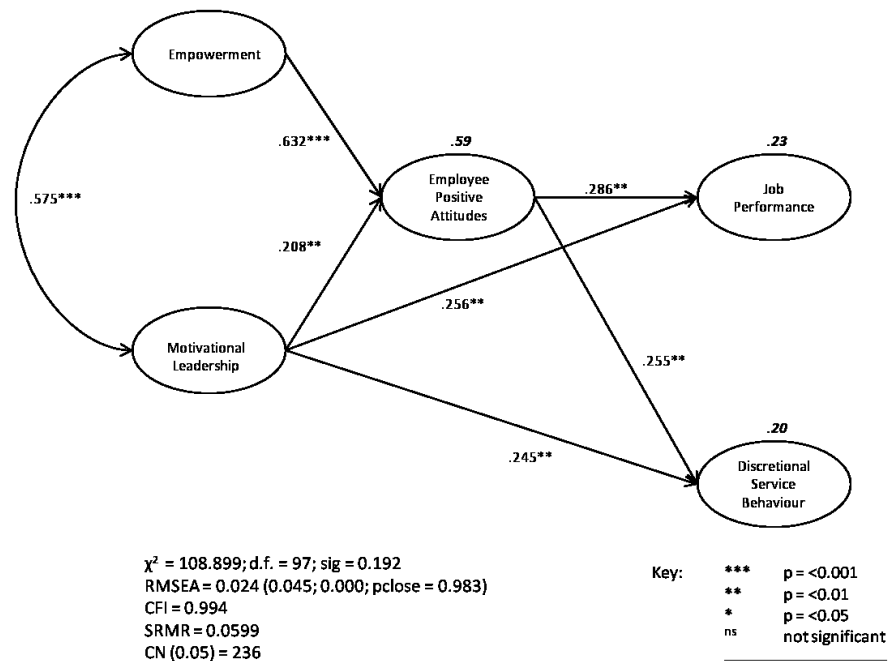 Empowerment
.632***
.59
.23
.575***
Employee
Positive
Attitudes
.286**
Job
Performance
.208**
.256**
Motivational
Leadership
.255**
.20
.245**
Discretional
Service
Behaviour
χ² = 108.899; d.f. = 97; sig = 0.192
RMSEA = 0.024 (0.045; 0.000; pclose = 0.983)
CFI = 0.994
SRMR = 0.0599
CN (0.05) = 236
Key: *** p = <0.001
** p = <0.01
* p = <0.05
ns not significant